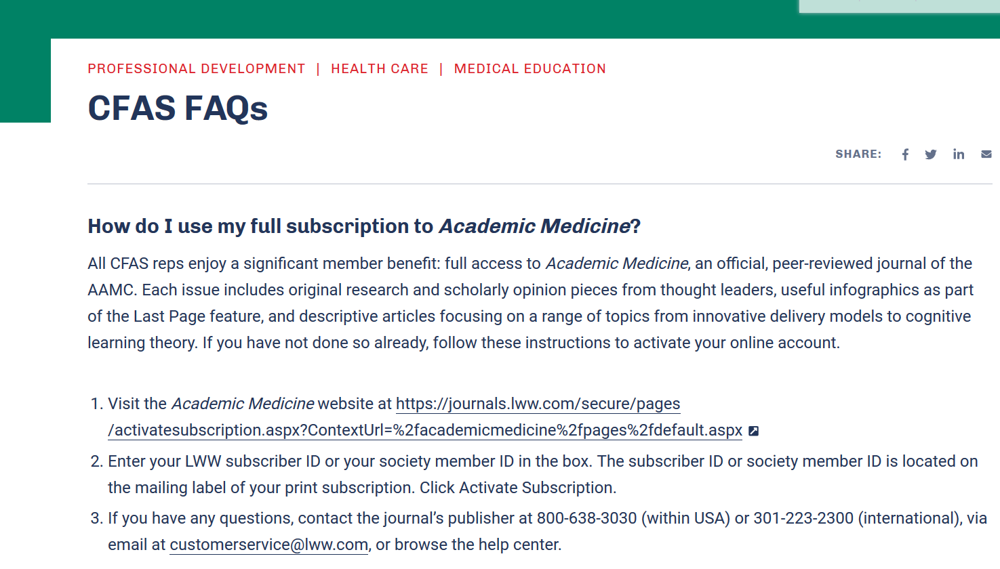 PROFESSIONAL DEVELOPMENT | HEALTH CARE | MEDICAL EDUCATION
CFAS FAQs
SHARE:
How do I use my full subscription to Academic Medicine?
All CFAS reps enjoy a significant member benefit: full access to Academic Medicine, an official, peer-reviewed journal of the
AAMC. Each issue includes original research and scholarly opinion pieces from thought leaders, useful infographics as part
of the Last Page feature, and descriptive articles focusing on a range of topics from innovative delivery models to cognitive
learning theory. If you have not done so already, follow these instructions to activate your online account.
1. Visit the Academic Medicine website at https://journals.lww.com/secure/pages
/activatesubscription.aspx?ContextUrl=%2facademicmedicine%2fpages%2fdefault.aspx
2. Enter your LWW subscriber ID or your society member ID in the box. The subscriber ID or society member ID is located on
the mailing label of your print subscription. Click Activate Subscription.
3. If you have any questions, contact the journal’s publisher at 800-638-3030 (within USA) or 301-223-2300 (international), via
email at customerservice@lww.com, or browse the help center.